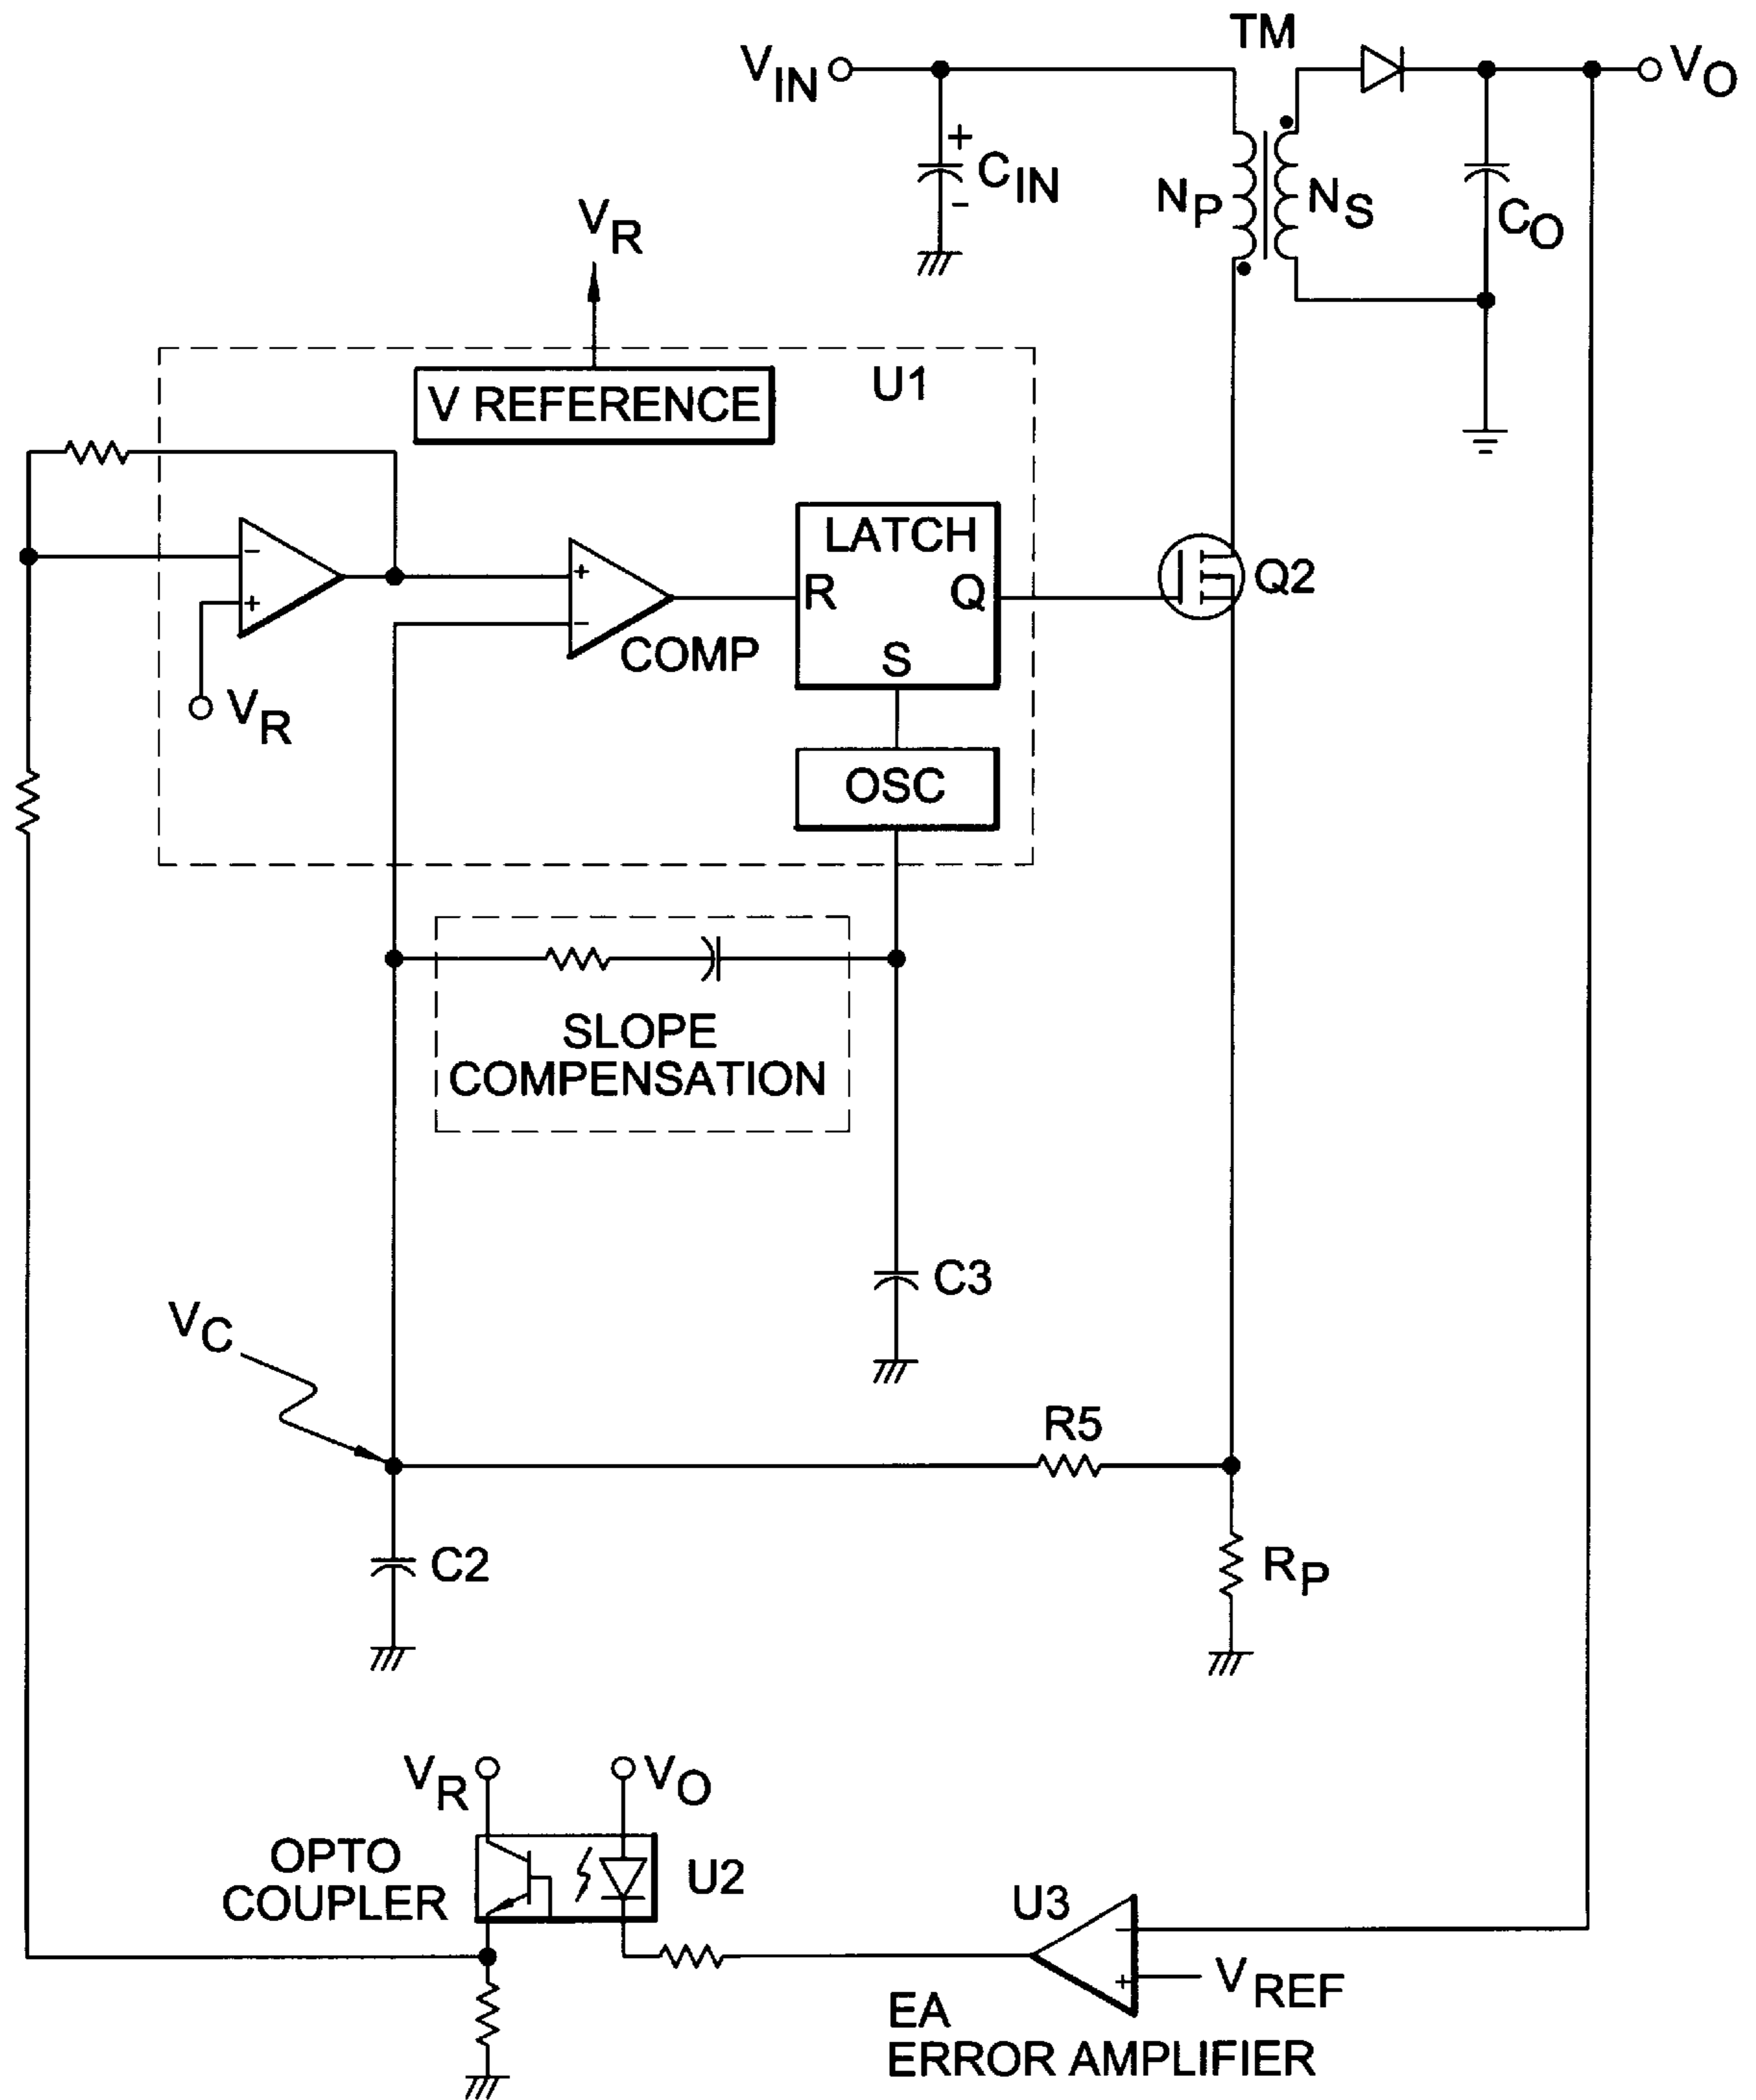 TM
VIN
VO
+
CIN
-
NP
NS
CO
VR
U1
V REFERENCE
-
+
VR
+
-
COMP
LATCH
R
Q
S
Q2
OSC
SLOPE
COMPENSATION
C3
VC
R5
C2
RP
VR
VO
OPTO
COUPLER
U2
U3
-
+
VREF
EA
ERROR AMPLIFIER